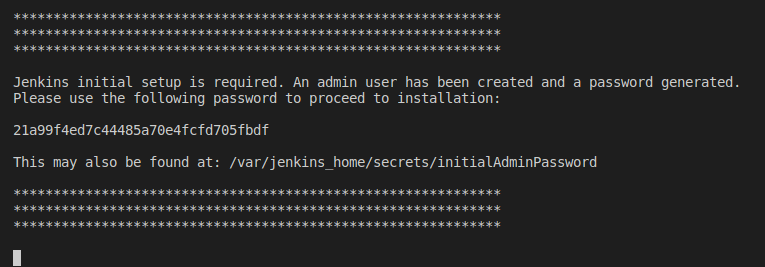 *************************************************************
*************************************************************
*************************************************************
Jenkins initial setup is required. An admin user has been created and a password generated.
Please use the following password to proceed to installation:
21a99f4ed7c44485a70e4fcfd705fbdf
This may also be found at: /var/jenkins_home/secrets/initialAdminPassword
*************************************************************
*************************************************************
*************************************************************